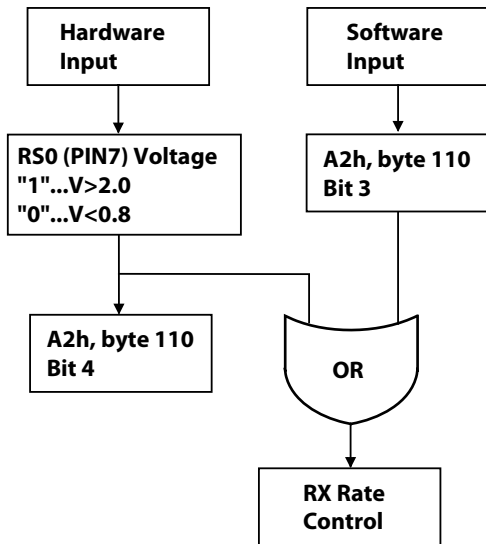 Hardware
Input
Software
Input
RS0 (PIN7) Voltage
"1"...V>2.0
"0"...V<0.8
A2h, byte 110
Bit 3
A2h, byte 110
Bit 4
OR
RX Rate
Control